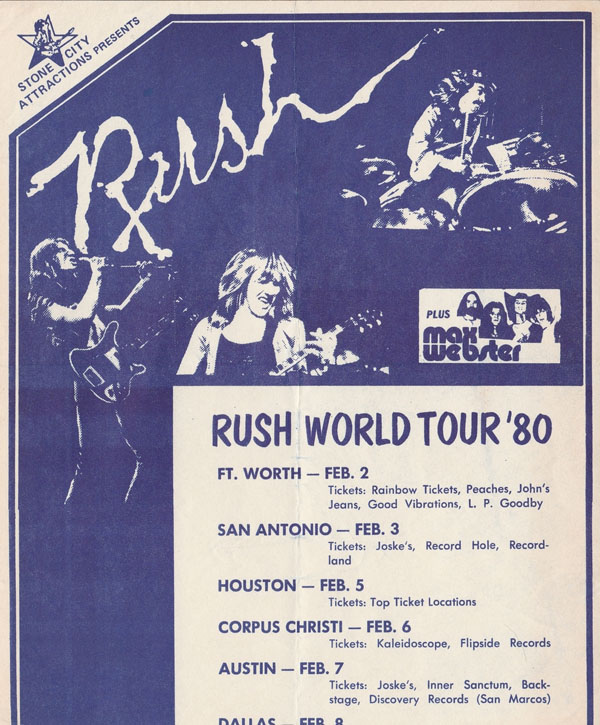 STONE CITY
ATTRACTIONS PRESENTS
Rush
PLUS
max
webster
RUSH WORLD TOUR '80
FT. WORTH — FEB. 2
Tickets: Rainbow Tickets, Peaches, John's
Jeans, Good Vibrations, L. P. Goodby
SAN ANTONIO — FEB. 3
Tickets: Joske's, Record Hole, Record-
land
HOUSTON — FEB. 5
Tickets: Top Ticket Locations
CORPUS CHRISTI — FEB. 6
Tickets: Kaleidoscope, Flipside Records
AUSTIN — FEB. 7
Tickets: Joske's, Inner Sanctum, Back-
stage, Discovery Records (San Marcos)
DALLAS — FEB. 8